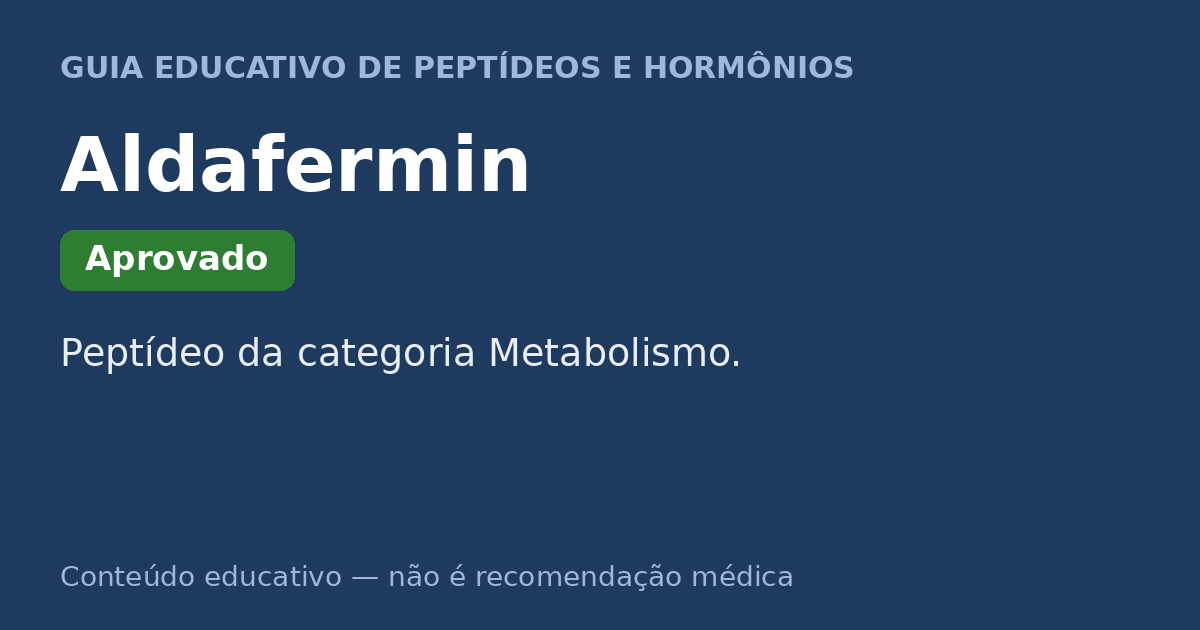 GUIA EDUCATIVO DE PEPTÍDEOS E HORMÔNIOS
Aldafermin
Aprovado
Peptídeo da categoria Metabolismo.
Conteúdo educativo — não é recomendação médica